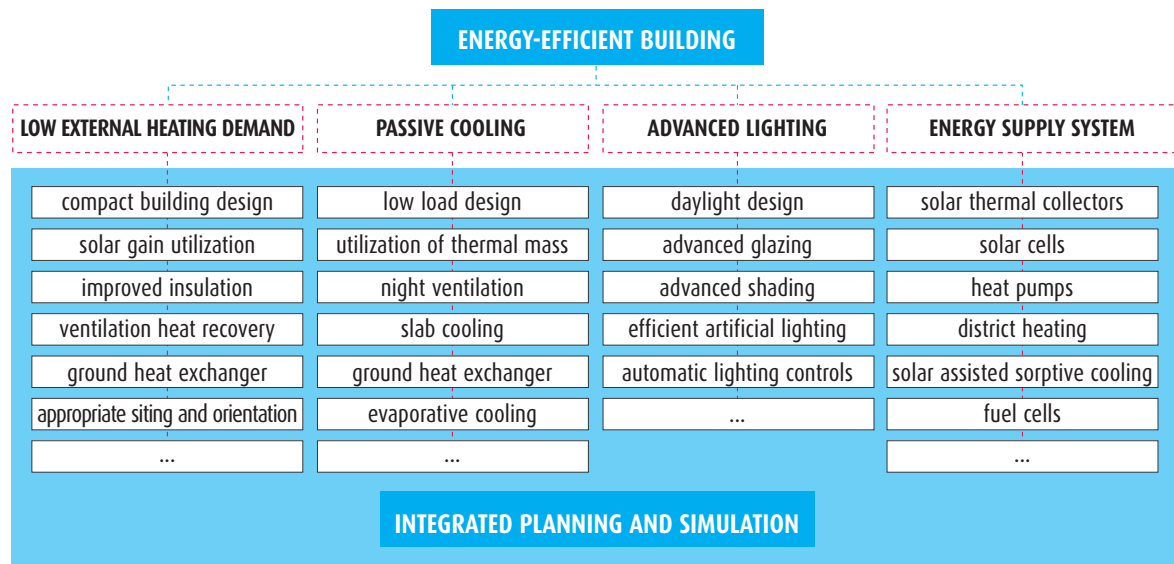 ENERGY-EFFICIENT BUILDING
LOW EXTERNAL HEATING DEMAND
compact building design
solar gain utilization
improved insulation
ventilation heat recovery
ground heat exchanger
appropriate siting and orientation
...
PASSIVE COOLING
low load design
utilization of thermal mass
night ventilation
slab cooling
ground heat exchanger
evaporative cooling
...
ADVANCED LIGHTING
daylight design
advanced glazing
advanced shading
efficient artificial lighting
automatic lighting controls
...
ENERGY SUPPLY SYSTEM
solar thermal collectors
solar cells
heat pumps
district heating
solar assisted sorptive cooling
fuel cells
...
INTEGRATED PLANNING AND SIMULATION